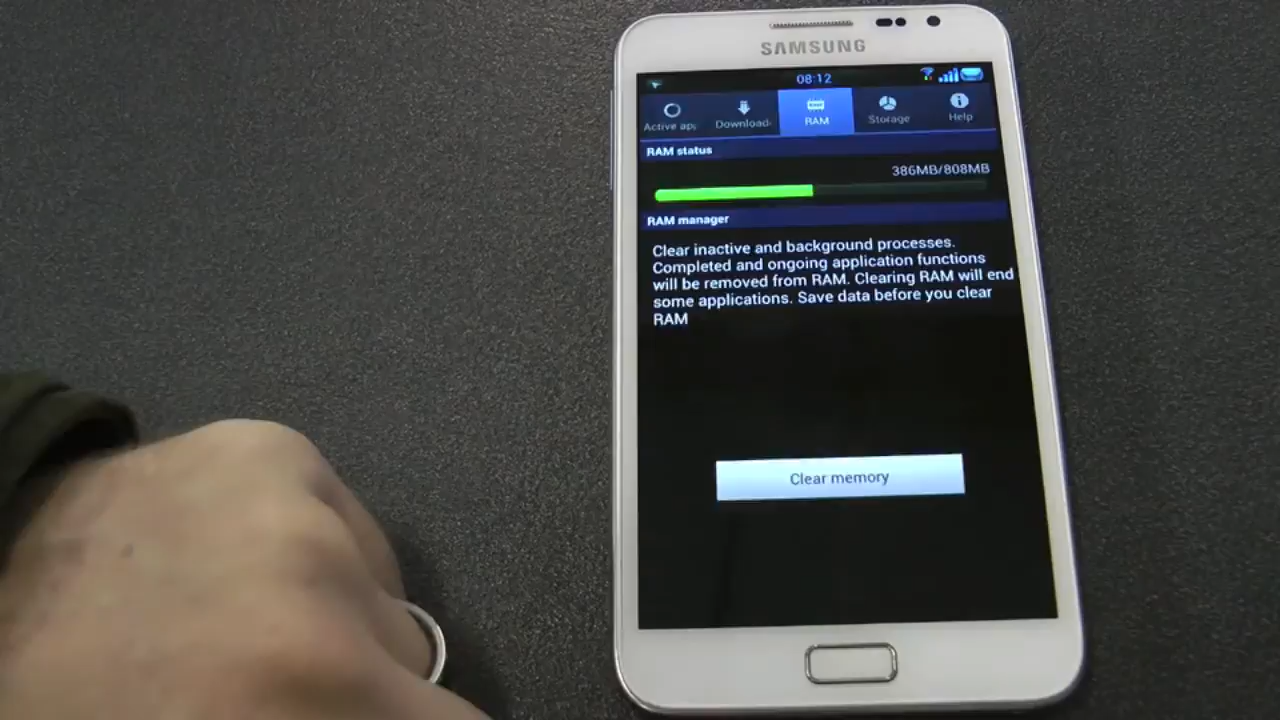 SAMSUNG
08:12
Active ap
Download
RAM
Storage
Help
RAM status
386MB/808MB
RAM manager
Clear inactive and background processes.
Completed and ongoing application functions
will be removed from RAM. Clearing RAM will end
some applications. Save data before you clear
RAM
Clear memory